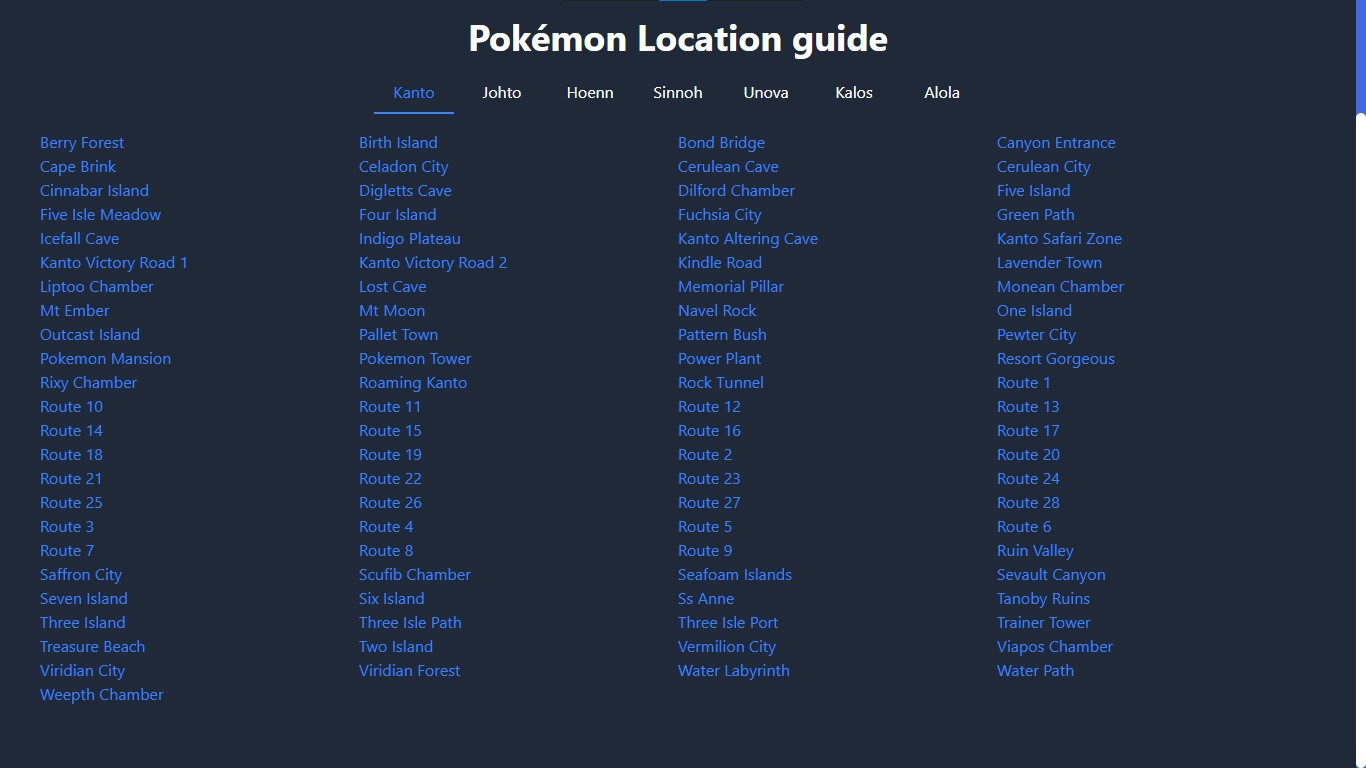 Pokémon Location guide
Kanto Johto Hoenn Sinnoh Unova Kalos Alola
Berry Forest Birth Island Bond Bridge Canyon Entrance
Cape Brink Celadon City Cerulean Cave Cerulean City
Cinnabar Island Digletts Cave Dilford Chamber Five Island
Five Isle Meadow Four Island Fuchsia City Green Path
Icefall Cave Indigo Plateau Kanto Altering Cave Kanto Safari Zone
Kanto Victory Road 1 Kanto Victory Road 2 Kindle Road Lavender Town
Liptoo Chamber Lost Cave Memorial Pillar Monean Chamber
Mt Ember Mt Moon Navel Rock One Island
Outcast Island Pallet Town Pattern Bush Pewter City
Pokemon Mansion Pokemon Tower Power Plant Resort Gorgeous
Rixy Chamber Roaming Kanto Rock Tunnel Route 1
Route 10 Route 11 Route 12 Route 13
Route 14 Route 15 Route 16 Route 17
Route 18 Route 19 Route 2 Route 20
Route 21 Route 22 Route 23 Route 24
Route 25 Route 26 Route 27 Route 28
Route 3 Route 4 Route 5 Route 6
Route 7 Route 8 Route 9 Ruin Valley
Saffron City Scufib Chamber Seafoam Islands Sevault Canyon
Seven Island Six Island Ss Anne Tanoby Ruins
Three Island Three Isle Path Three Isle Port Trainer Tower
Treasure Beach Two Island Vermilion City Viapos Chamber
Viridian City Viridian Forest Water Labyrinth Water Path
Weepth Chamber